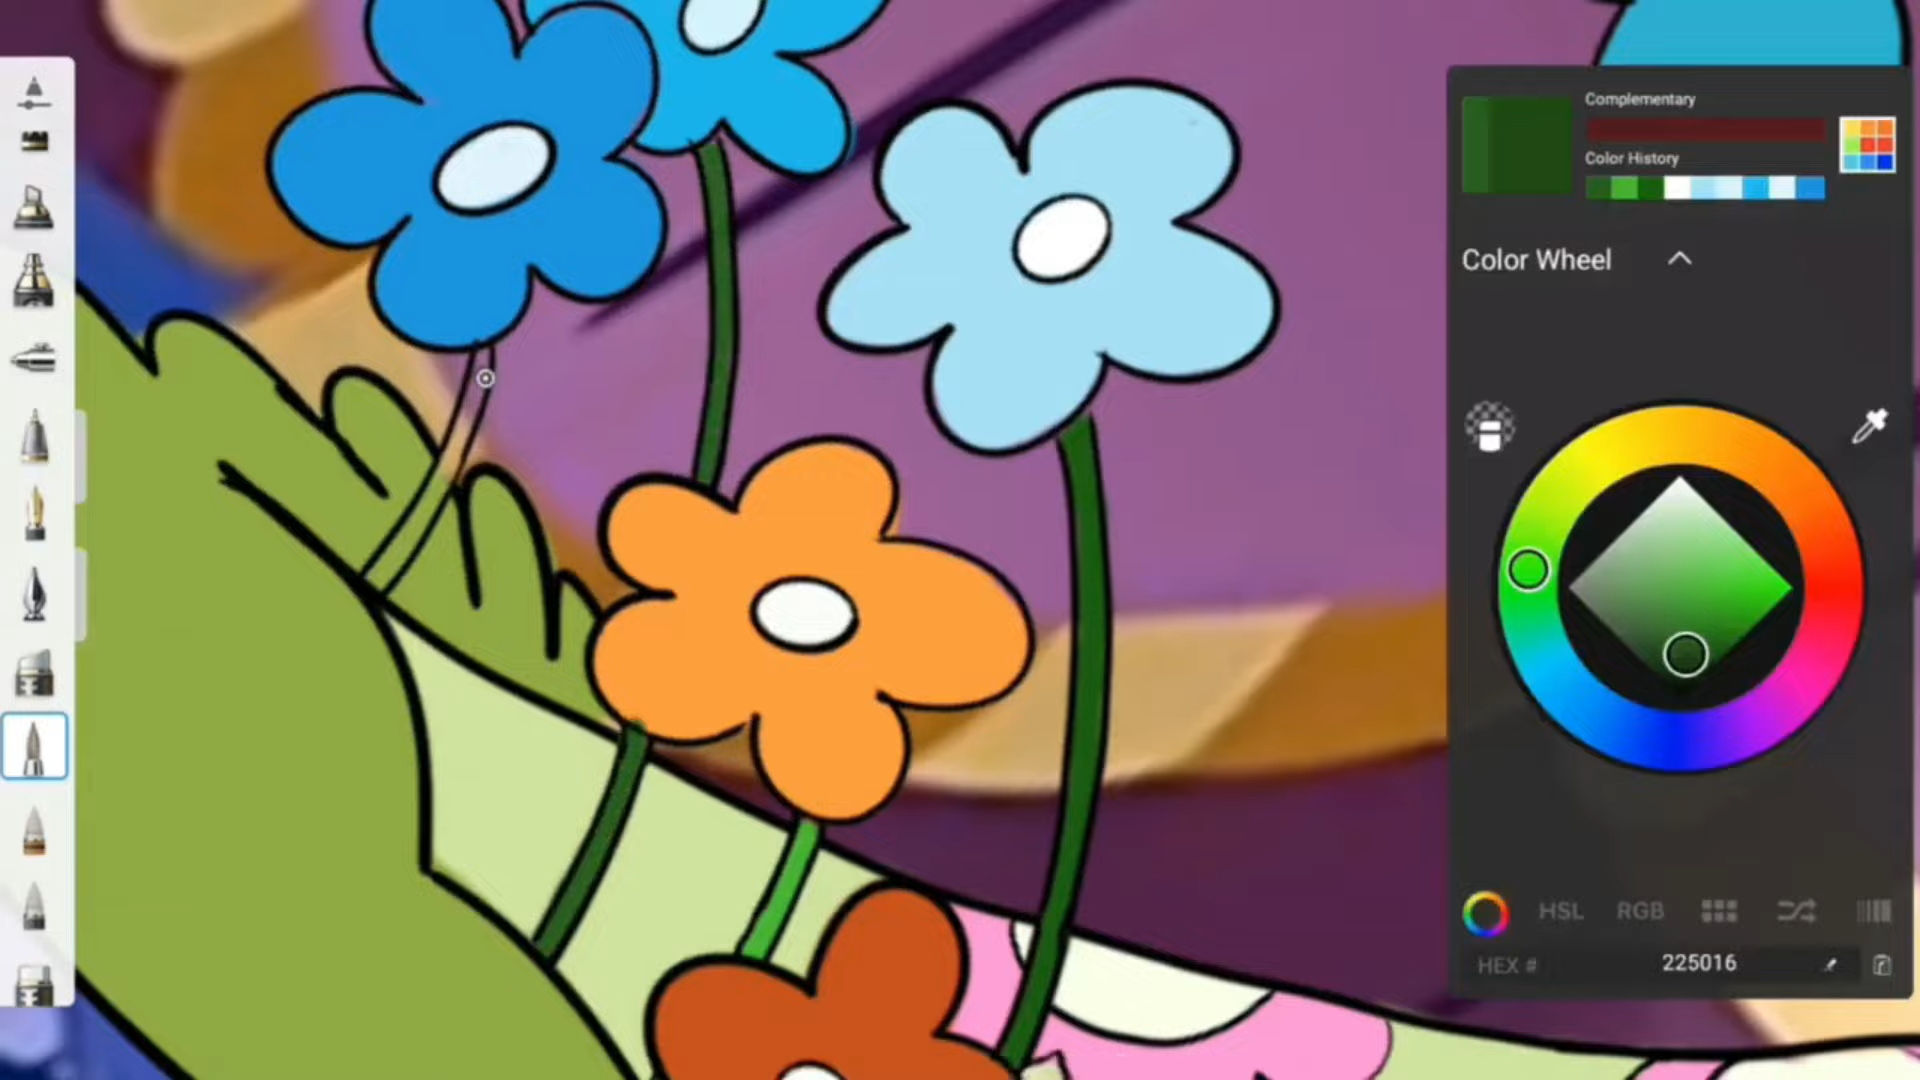 Complementary
Color History
Color Wheel
HSL RGB
HEX # 225016